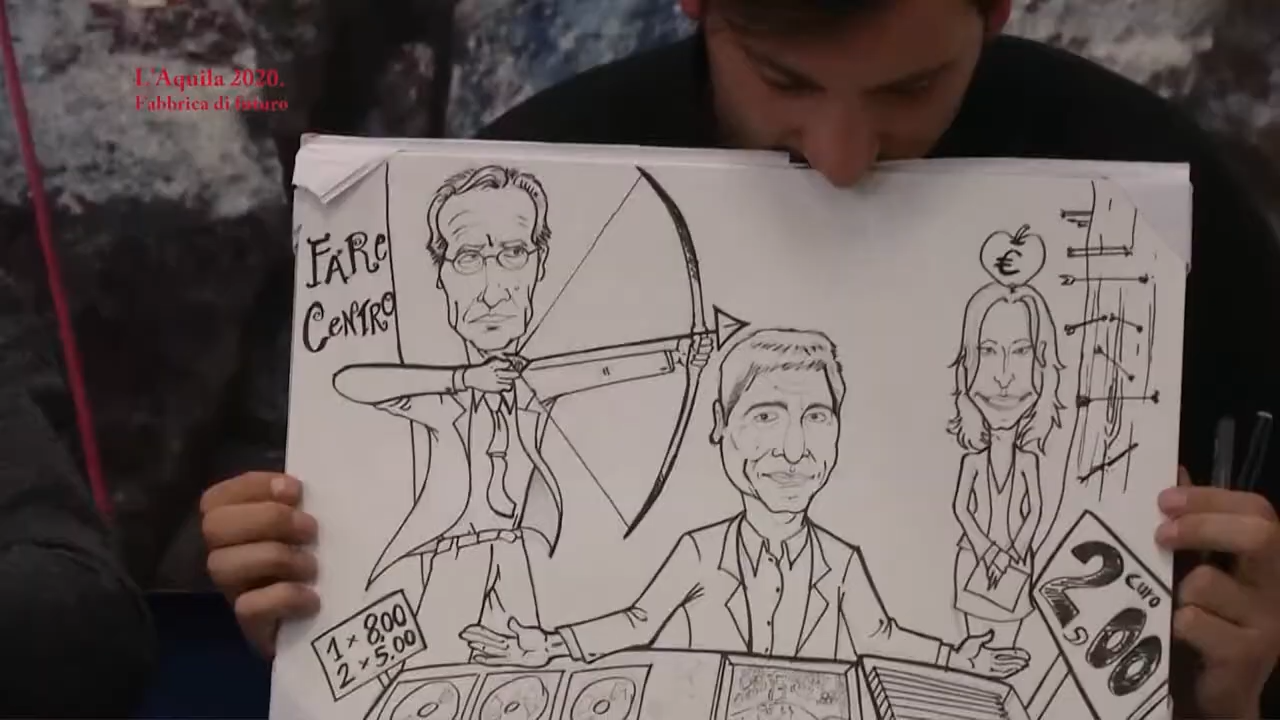 L'Aquila 2020.
Fabbrica di futuro
FARE
CENTRO
€
1 × 8.00
2 × 5.00
2 euro
5,00